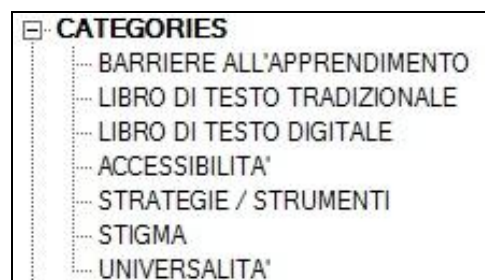 CATEGORIES
BARRIERE ALL'APPRENDIMENTO
LIBRO DI TESTO TRADIZIONALE
LIBRO DI TESTO DIGITALE
ACCESSIBILITA'
STRATEGIE / STRUMENTI
STIGMA
UNIVERSALITA'